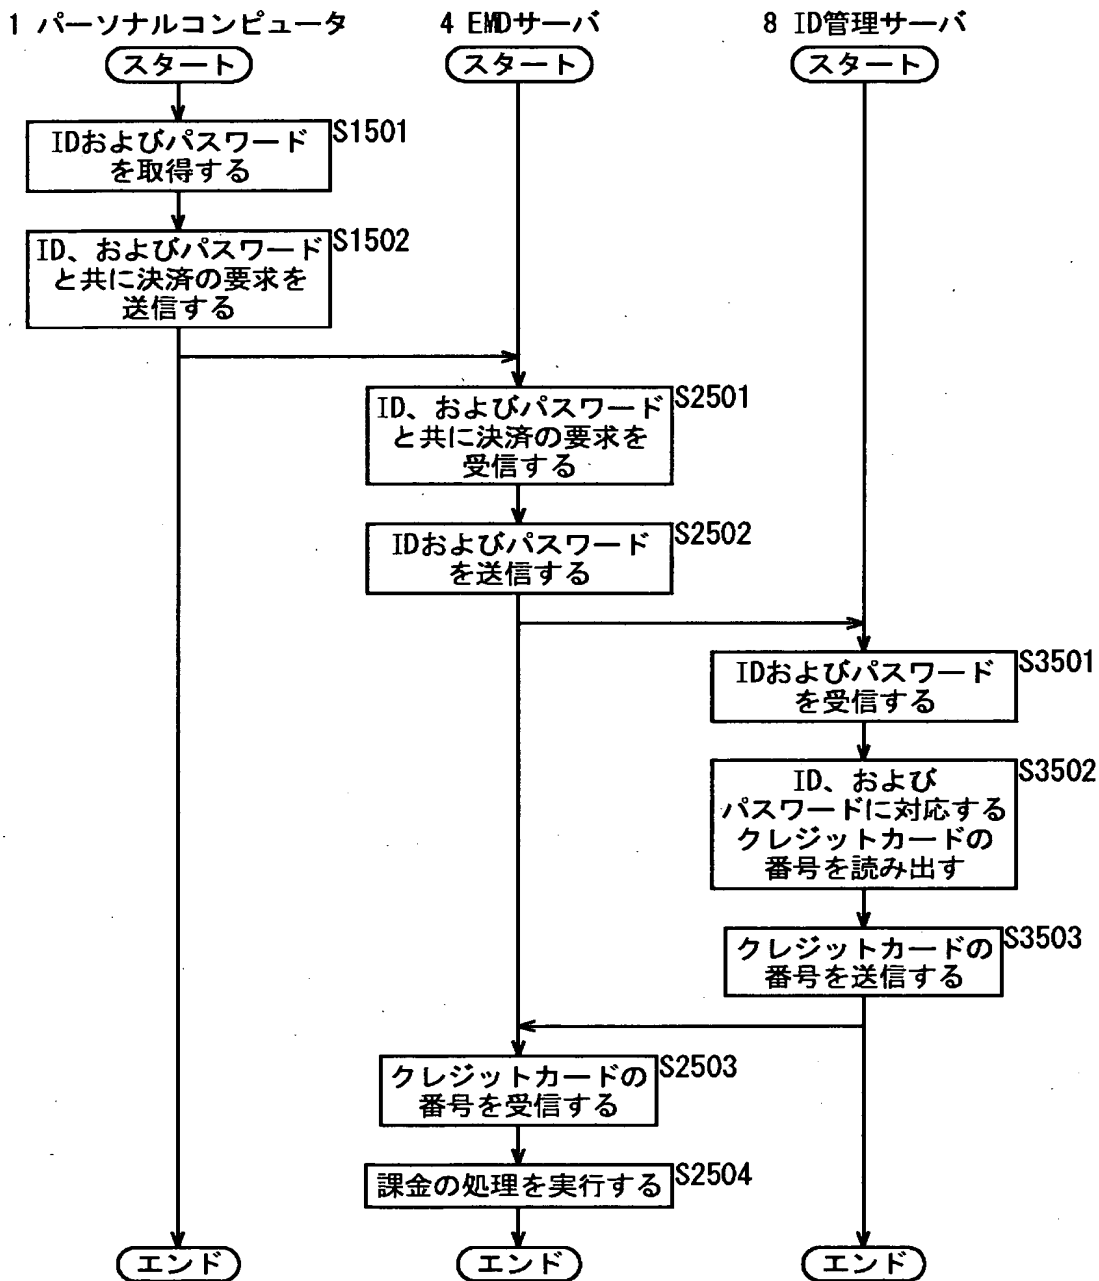 1 パーソナルコンピュータ
4 EMDサーバ
8 ID管理サーバ
スタート
スタート
スタート
IDおよびパスワード
を取得する
S1501
ID、およびパスワード
と共に決済の要求を
送信する
S1502
ID、およびパスワード
と共に決済の要求を
受信する
S2501
IDおよびパスワード
を送信する
S2502
IDおよびパスワード
を受信する
S3501
ID、および
パスワードに対応する
クレジットカードの
番号を読み出す
S3502
クレジットカードの
番号を送信する
S3503
クレジットカードの
番号を受信する
S2503
課金の処理を実行する
S2504
エンド
エンド
エンド